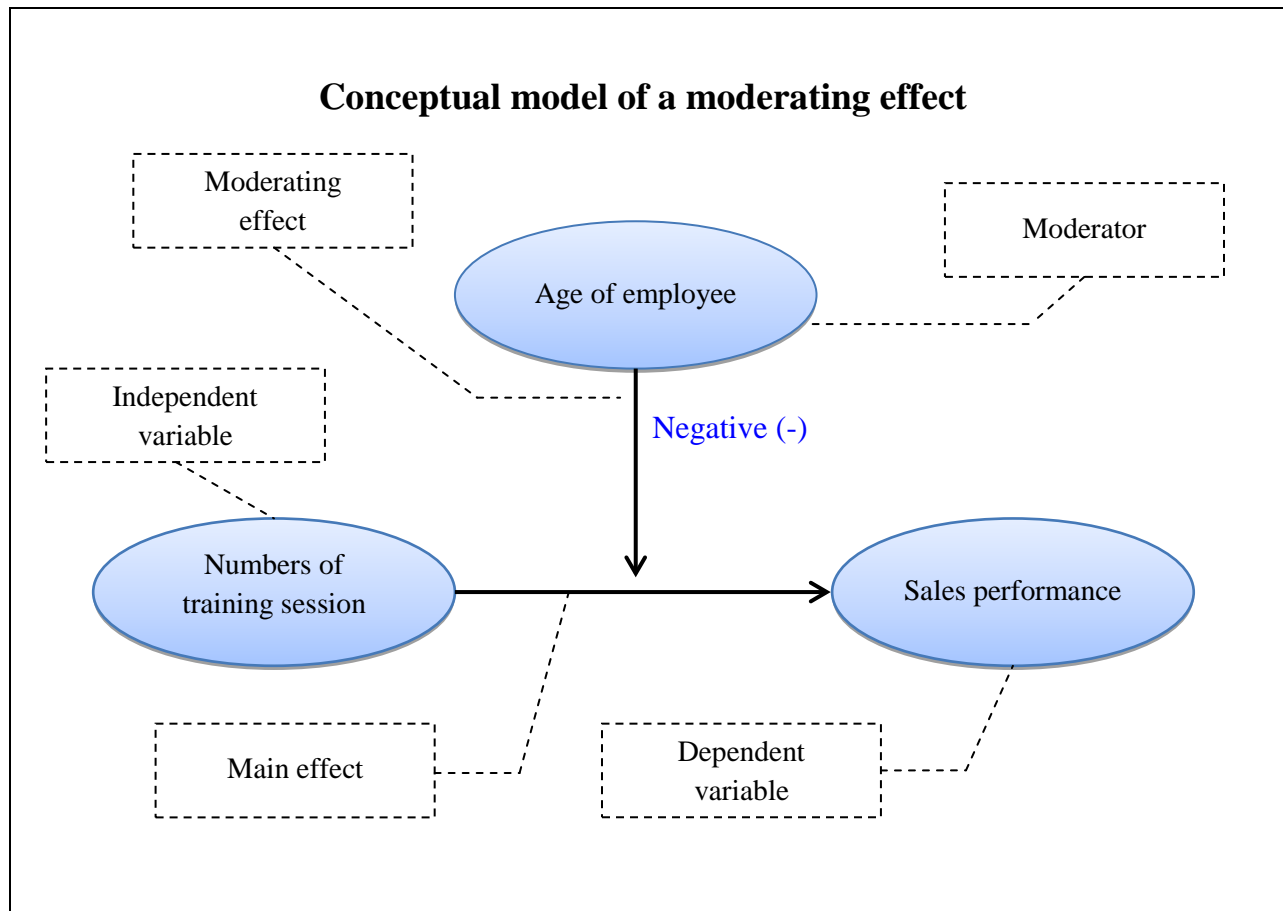 Conceptual model of a moderating effect
Moderating
effect
Moderator
Age of employee
Independent
variable
Negative (-)
Numbers of
training session
Sales performance
Main effect
Dependent
variable